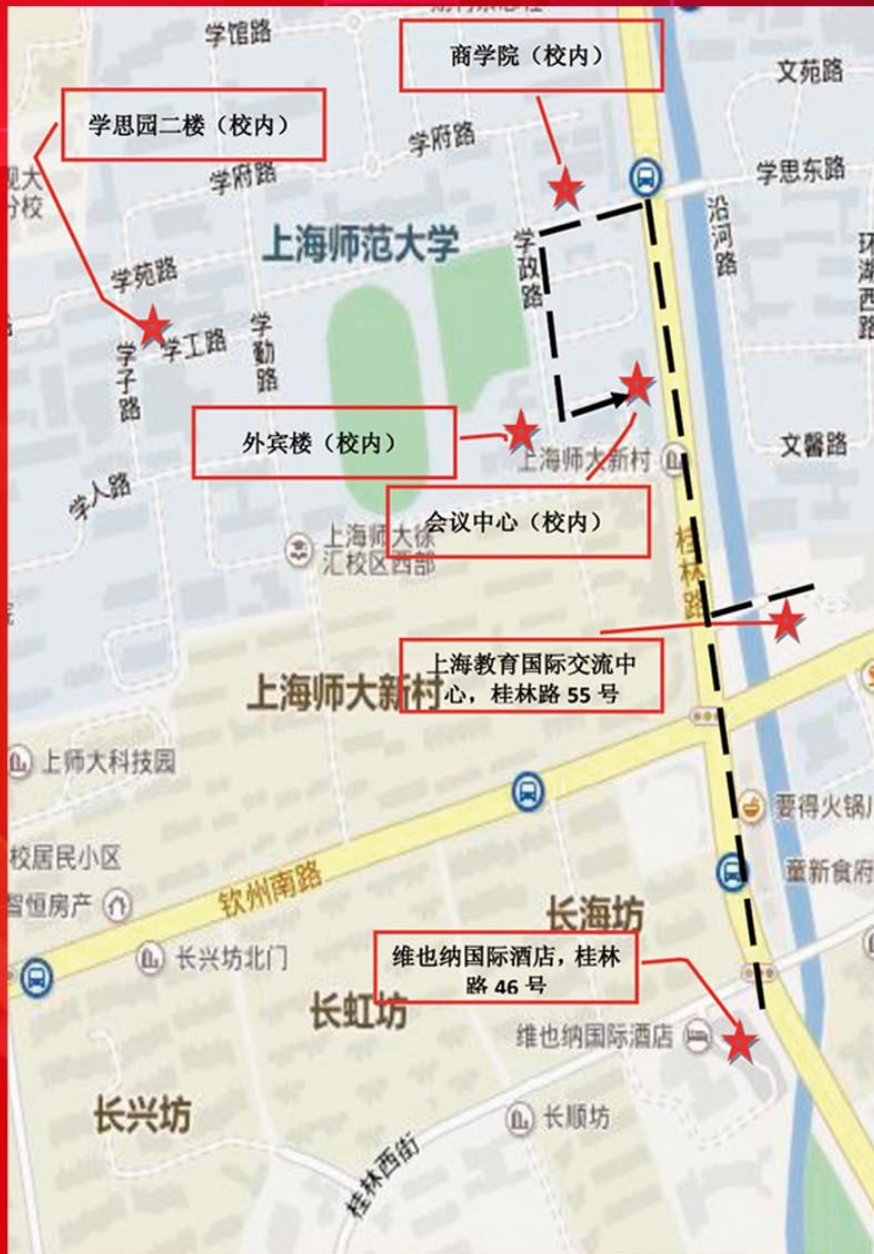 学馆路
商学院（校内）
文苑路
学思园二楼（校内）
学府路
学府路
学思东路
沿河路
环湖西路
上海师范大学
学政路
学苑路
学工路
学勤路
学子路
外宾楼（校内）
上海师大新村
文馨路
学人路
会议中心（校内）
上海师大徐
汇校区西部
桂林路
上海教育国际交流中
心，桂林路 55 号
上海师大新村
上师大科技园
要得火锅
校居民小区
童新食府
智恒房产
钦州南路
长海坊
长兴坊北门
维也纳国际酒店，桂林
路 46 号
长虹坊
维也纳国际酒店
长兴坊
长顺坊
桂林西街